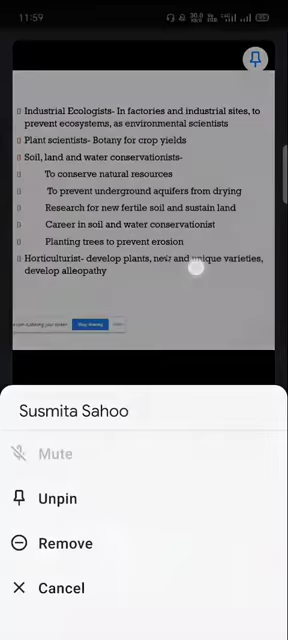 11:59
Industrial Ecologists- In factories and industrial sites, to
prevent ecosystems, as environmental scientists
Plant scientists- Botany for crop yields
Soil, land and water conservationists-
To conserve natural resources
To prevent underground aquifers from drying
Research for new fertile soil and sustain land
Career in soil and water conservationist
Planting trees to prevent erosion
Horticulturist- develop plants, new and unique varieties,
develop alleopathy
Stop sharing
Susmita Sahoo
Mute
Unpin
Remove
Cancel